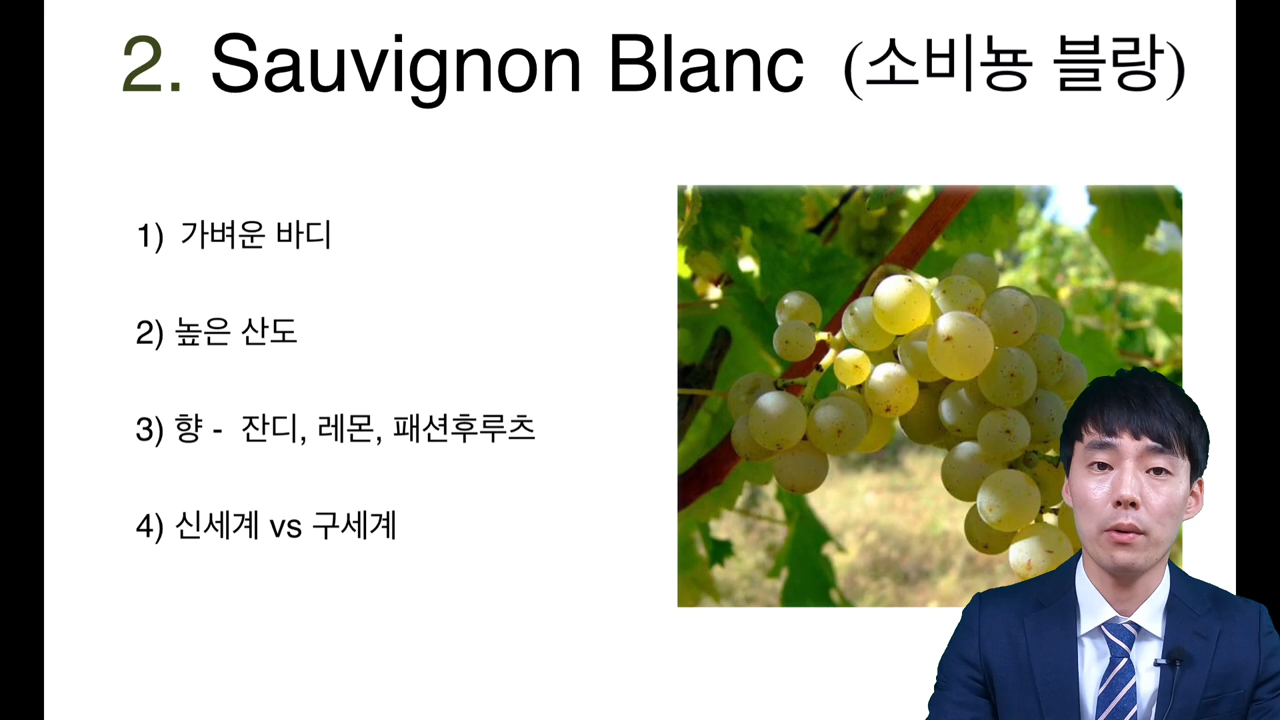 2. Sauvignon Blanc (소비뇽 블랑)
1) 가벼운 바디
2) 높은 산도
3) 향 - 잔디, 레몬, 패션후루츠
4) 신세계 vs 구세계